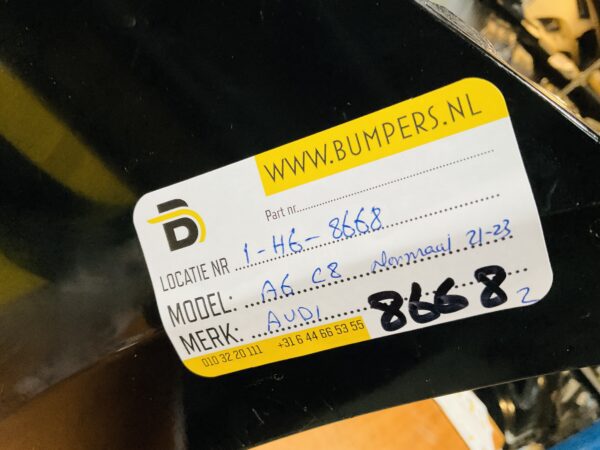 WWW.BUMPERS.NL
Part nr.
LOCATIE NR 1-H6-8668
MODEL: A6 C8 Normaal 21-23
MERK: AUDI 8668 2
010 32 20 111 +31 6 44 66 53 55